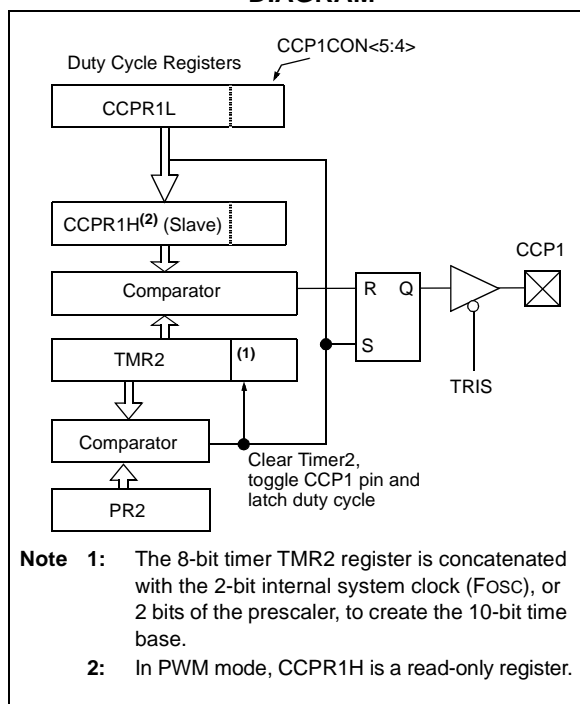 DIAGRAM
CCP1CON<5:4>
Duty Cycle Registers
CCPR1L
CCPR1H(2) (Slave)
CCP1
Comparator
R Q
TMR2 (1)
S
TRIS
Comparator
Clear Timer2,
toggle CCP1 pin and
latch duty cycle
PR2
Note 1: The 8-bit timer TMR2 register is concatenated
with the 2-bit internal system clock (FOSC), or
2 bits of the prescaler, to create the 10-bit time
base.
2: In PWM mode, CCPR1H is a read-only register.